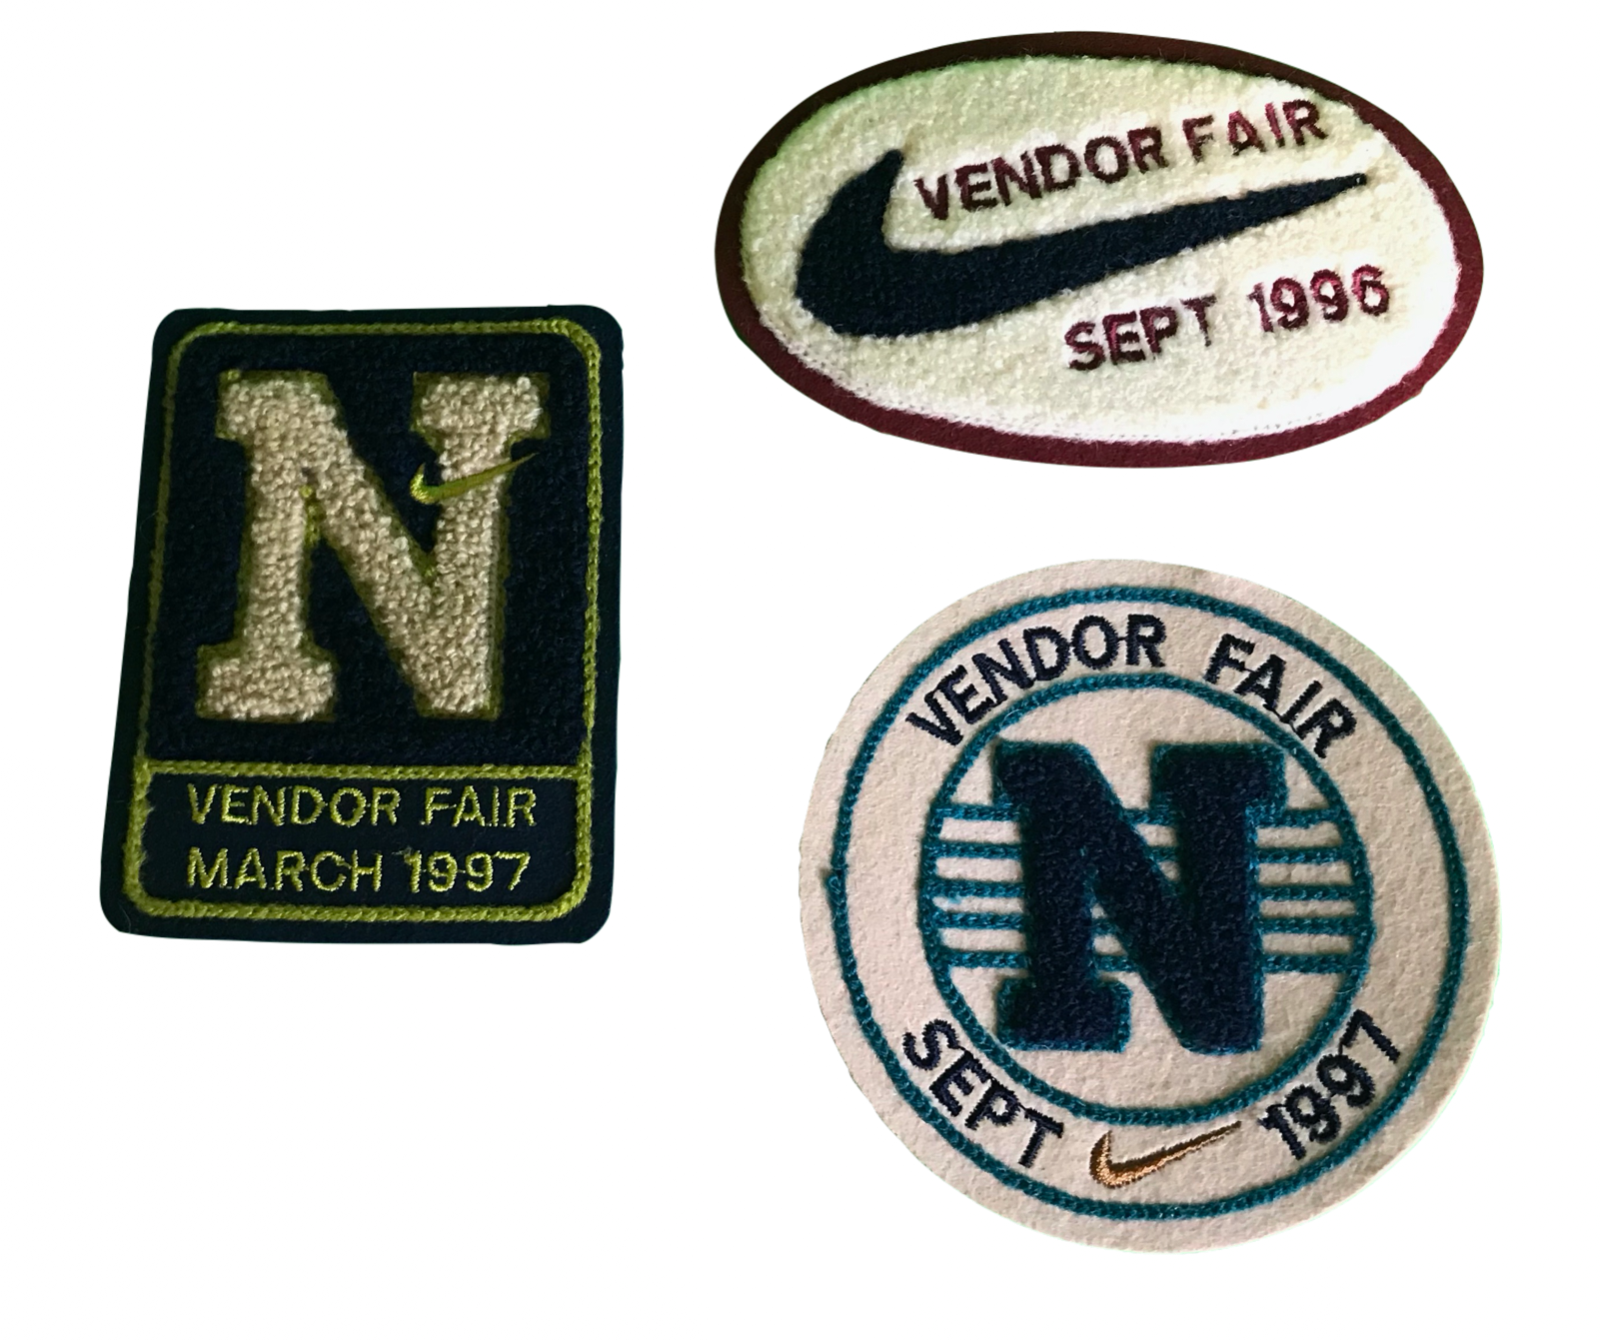 VENDOR FAIR
SEPT 1996
N
VENDOR FAIR
MARCH 1997
VENDOR FAIR
N
SEPT 1997